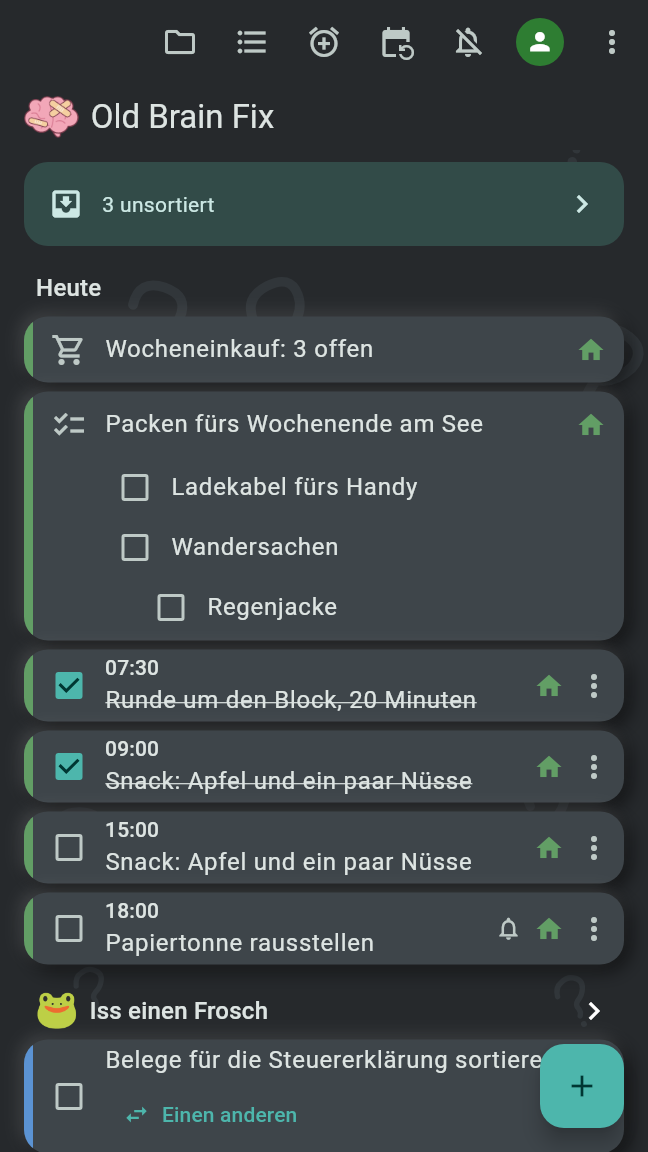 Old Brain Fix
3 unsortiert
Heute
Wocheneinkauf: 3 offen
Packen fürs Wochenende am See
Ladekabel fürs Handy
Wandersachen
Regenjacke
07:30
Runde um den Block, 20 Minuten
09:00
Snack: Apfel und ein paar Nüsse
15:00
Snack: Apfel und ein paar Nüsse
18:00
Papiertonne rausstellen
Iss einen Frosch
Belege für die Steuererklärung sortiere
Einen anderen